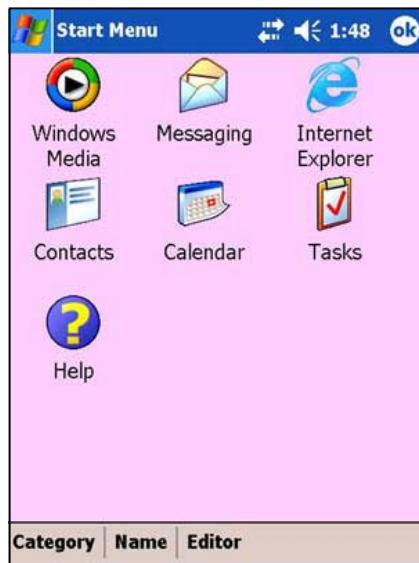 Start Menu 1:48 ok
Windows Media Messaging Internet Explorer
Contacts Calendar Tasks
Help
Category Name Editor